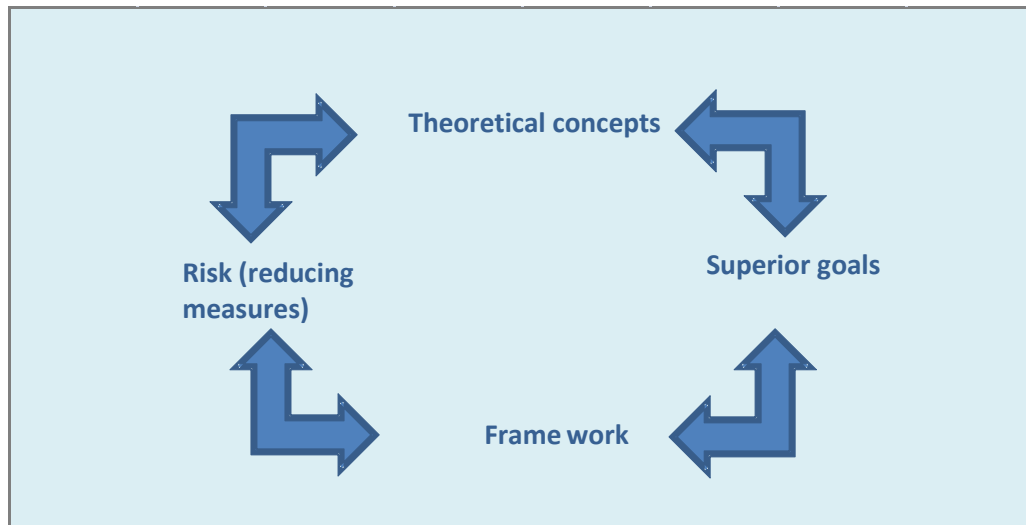 Theoretical concepts
Superior goals
Risk (reducing
measures)
Frame work